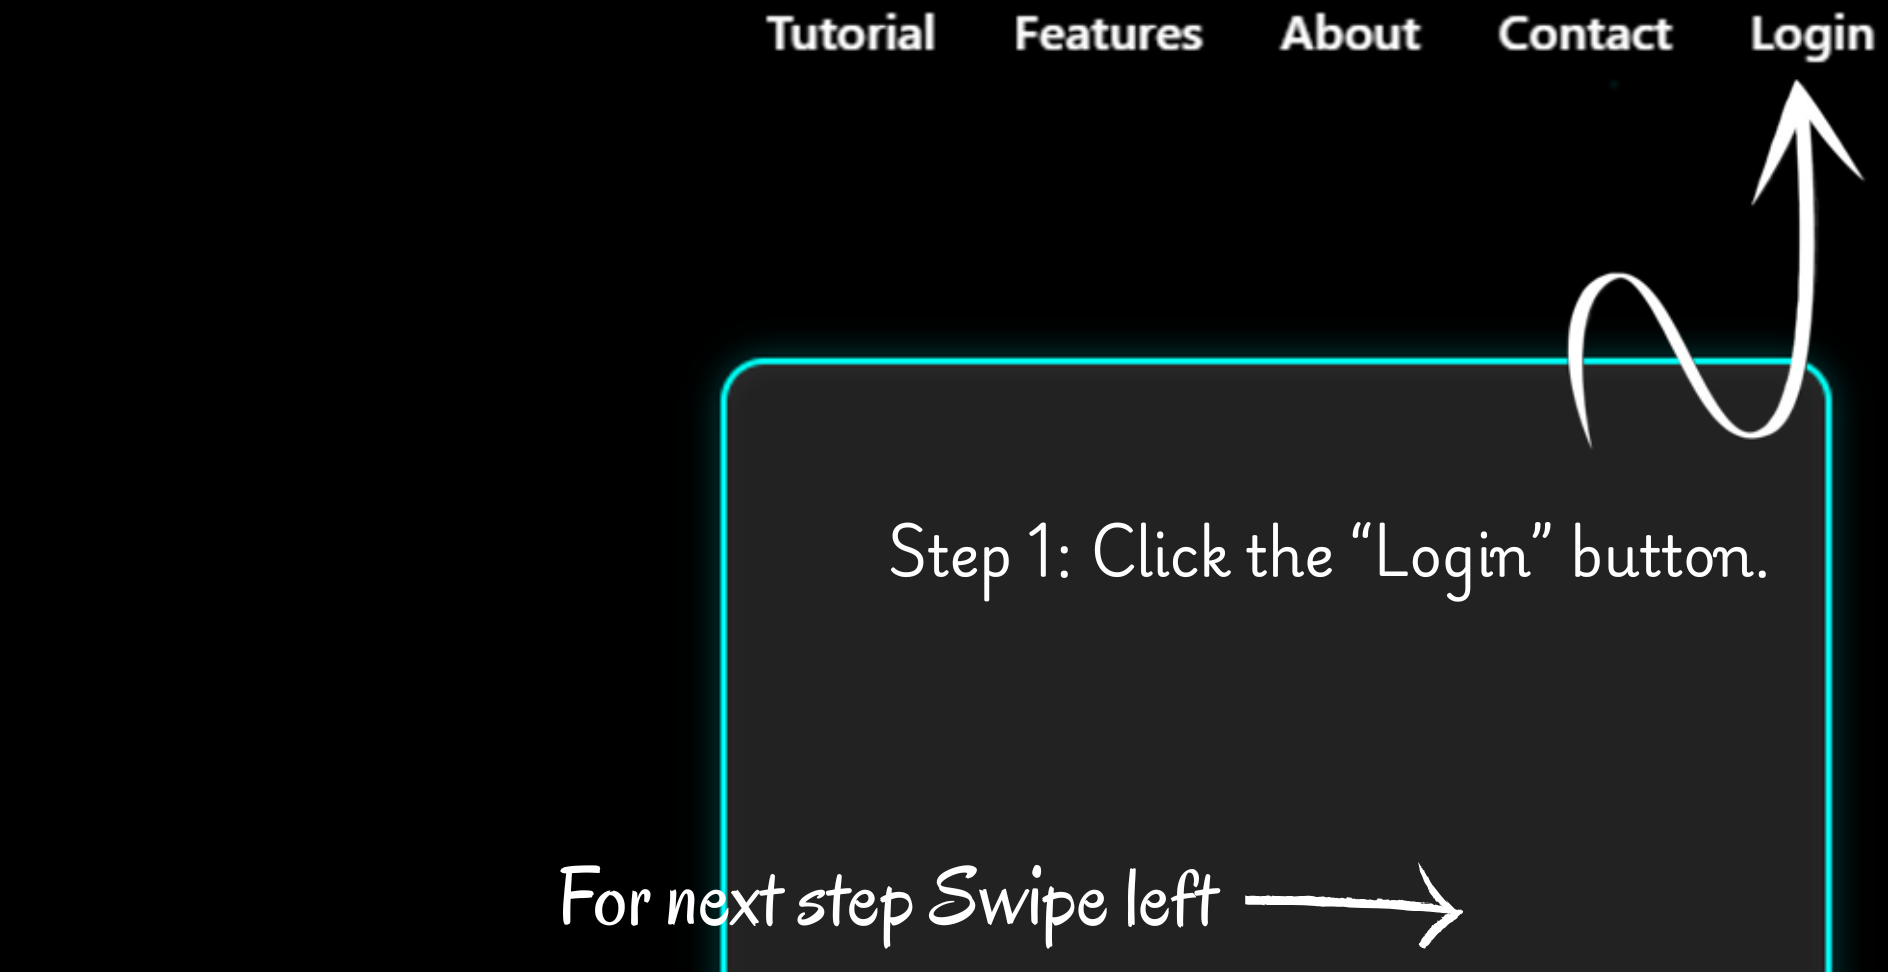 Tutorial Features About Contact Login
Step 1: Click the “Login” button.
For next step Swipe left